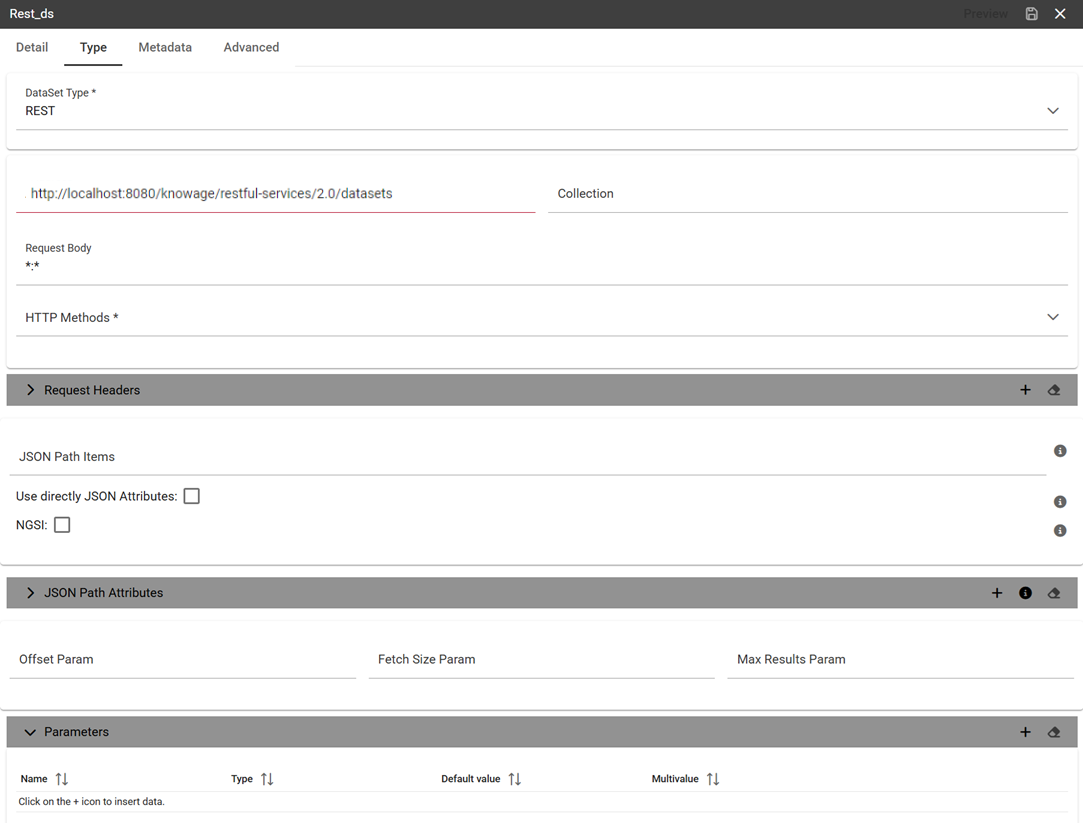 Rest_ds Preview
Detail Type Metadata Advanced
DataSet Type *
REST
http://localhost:8080/knowage/restful-services/2.0/datasets Collection
Request Body
*:*
HTTP Methods *
Request Headers
JSON Path Items
Use directly JSON Attributes:
NGSI:
JSON Path Attributes
Offset Param Fetch Size Param Max Results Param
Parameters
Name Type Default value Multivalue
Click on the + icon to insert data.